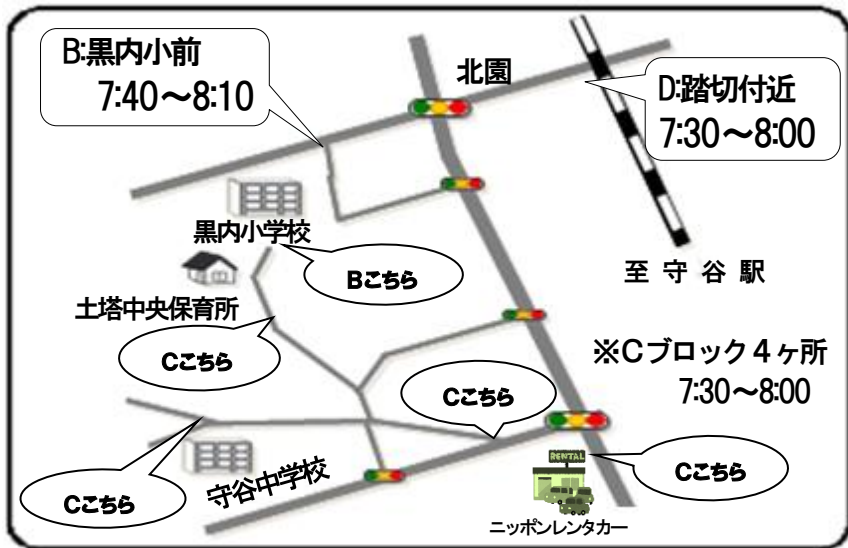 B:黒内小前
7:40～8:10
北園
D:踏切付近
7:30～8:00
黒内小学校
Bこちら
至守谷駅
土塔中央保育所
Cこちら
※Cブロック4ヶ所
7:30～8:00
Cこちら
RENTAL
Cこちら
守谷中学校
Cこちら
ニッポンレンタカー